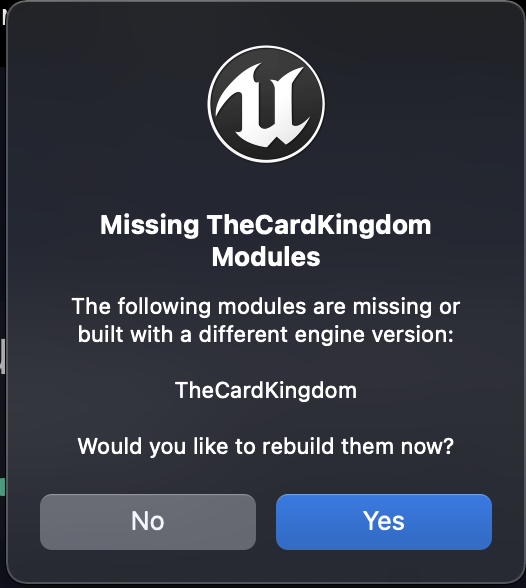 Missing TheCardKingdom
Modules
The following modules are missing or
built with a different engine version:
TheCardKingdom
Would you like to rebuild them now?
No
Yes